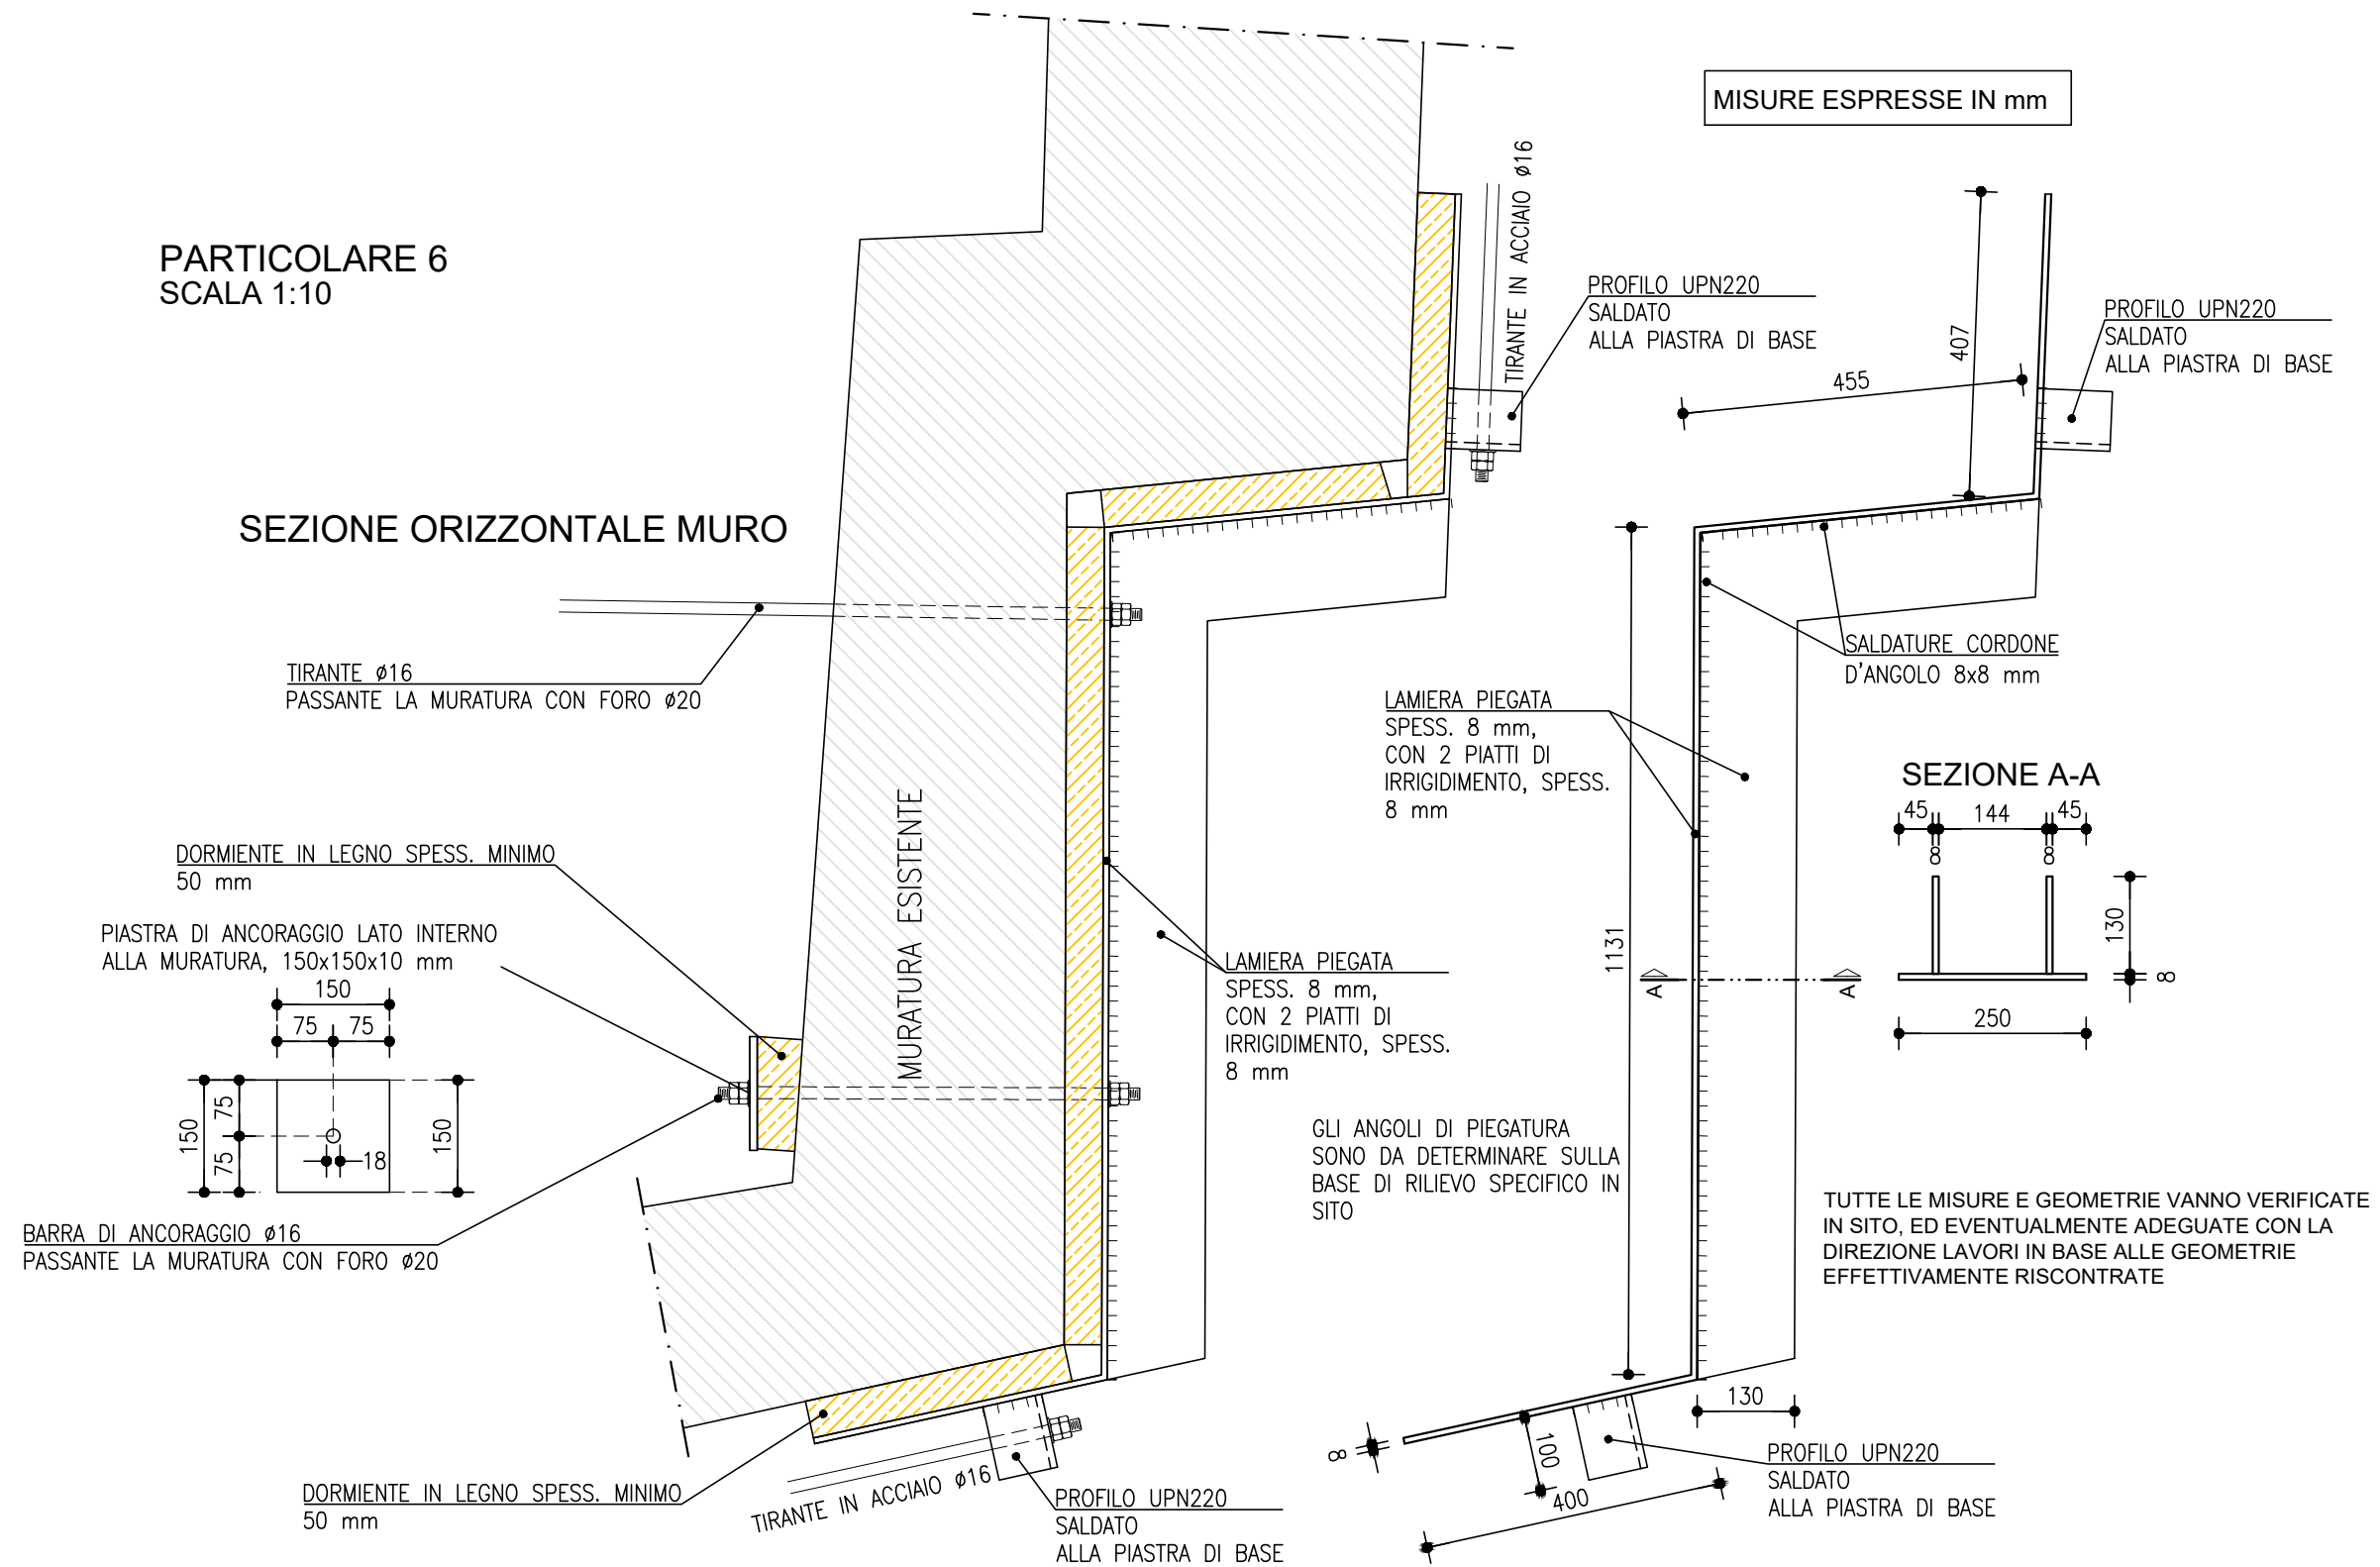 MISURE ESPRESSE IN mm
PARTICOLARE 6
SCALA 1:10
SEZIONE ORIZZONTALE MURO
TIRANTE IN ACCIAIO ø16
PROFILO UPN220
SALDATO
ALLA PIASTRA DI BASE
407
455
PROFILO UPN220
SALDATO
ALLA PIASTRA DI BASE
TIRANTE ø16
PASSANTE LA MURATURA CON FORO ø20
SALDATURE CORDONE
D'ANGOLO 8x8 mm
LAMIERA PIEGATA
SPESS. 8 mm,
CON 2 PIATTI DI
IRRIGIDIMENTO, SPESS.
8 mm
SEZIONE A-A
45
144
45
8
8
130
8
250
MURATURA ESISTENTE
DORMIENTE IN LEGNO SPESS. MINIMO
50 mm
PIASTRA DI ANCORAGGIO LATO INTERNO
ALLA MURATURA, 150x150x10 mm
150
75
75
150
75
75
18
150
1131
A
A
LAMIERA PIEGATA
SPESS. 8 mm,
CON 2 PIATTI DI
IRRIGIDIMENTO, SPESS.
8 mm
GLI ANGOLI DI PIEGATURA
SONO DA DETERMINARE SULLA
BASE DI RILIEVO SPECIFICO IN
SITO
TUTTE LE MISURE E GEOMETRIE VANNO VERIFICATE
IN SITO, ED EVENTUALMENTE ADEGUATE CON LA
DIREZIONE LAVORI IN BASE ALLE GEOMETRIE
EFFETTIVAMENTE RISCONTRATE
BARRA DI ANCORAGGIO ø16
PASSANTE LA MURATURA CON FORO ø20
130
8
100
400
PROFILO UPN220
SALDATO
ALLA PIASTRA DI BASE
DORMIENTE IN LEGNO SPESS. MINIMO
50 mm
TIRANTE IN ACCIAIO ø16
PROFILO UPN220
SALDATO
ALLA PIASTRA DI BASE